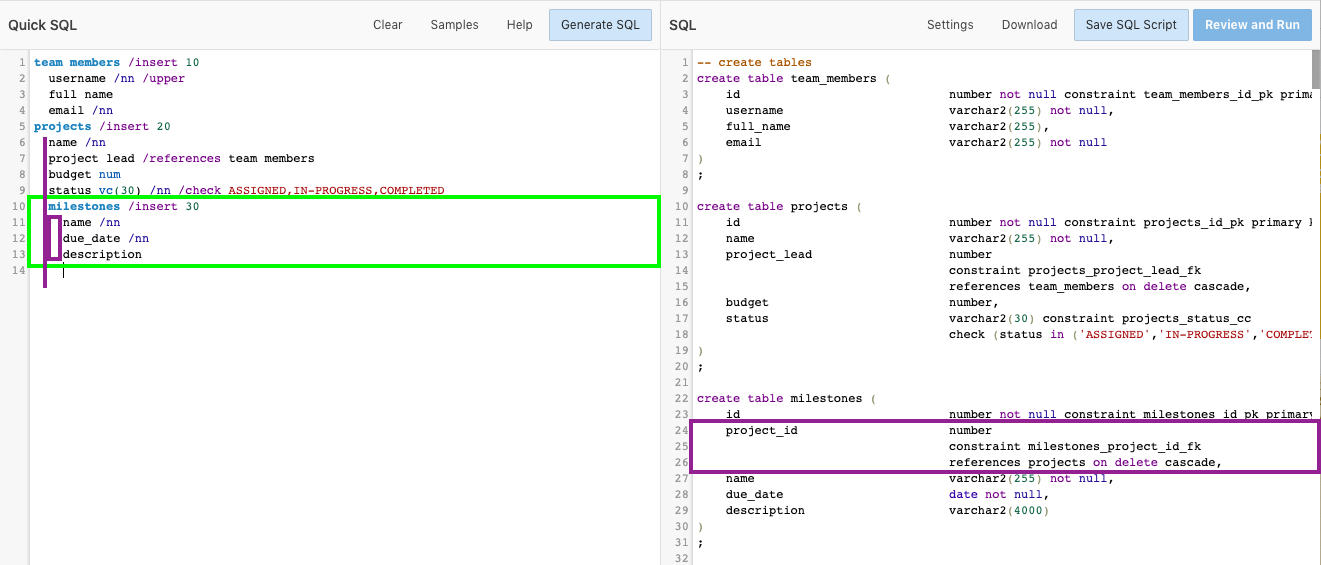 Quick SQL Clear Samples Help Generate SQL
1 team members /insert 10
2 username /nn /upper
3 full name
4 email /nn
5 projects /insert 20
6 name /nn
7 project lead /references team members
8 budget num
9 status vc(30) /nn /check ASSIGNED,IN-PROGRESS,COMPLETED
10 milestones /insert 30
11 name /nn
12 due_date /nn
13 description
14
SQL Settings Download Save SQL Script Review and Run
1 -- create tables
2 create table team_members (
3 id number not null constraint team_members_id_pk prima
4 username varchar2(255) not null,
5 full_name varchar2(255),
6 email varchar2(255) not null
7 )
8 ;
9
10 create table projects (
11 id number not null constraint projects_id_pk primary
12 name varchar2(255) not null,
13 project_lead number
14 constraint projects_project_lead_fk
15 references team_members on delete cascade,
16 budget number,
17 status varchar2(30) constraint projects_status_cc
18 check (status in ('ASSIGNED','IN-PROGRESS','COMPLE
19 )
20 ;
21
22 create table milestones (
23 id number not null constraint milestones_id_pk primary
24 project_id number
25 constraint milestones_project_id_fk
26 references projects on delete cascade,
27 name varchar2(255) not null,
28 due_date date not null,
29 description varchar2(4000)
30 )
31 ;
32